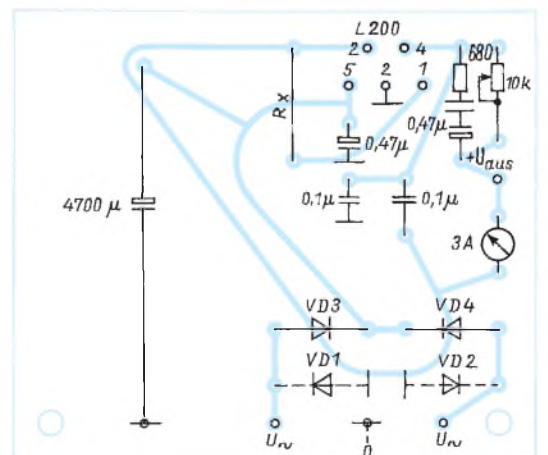 L200
2 4
5 2 1
680
10k
Rx
0,47µ
0,47µ
+Uaus
4700 µ
0,1µ
0,1µ
3A
VD3
VD4
VD1
VD2
U~
0
U~